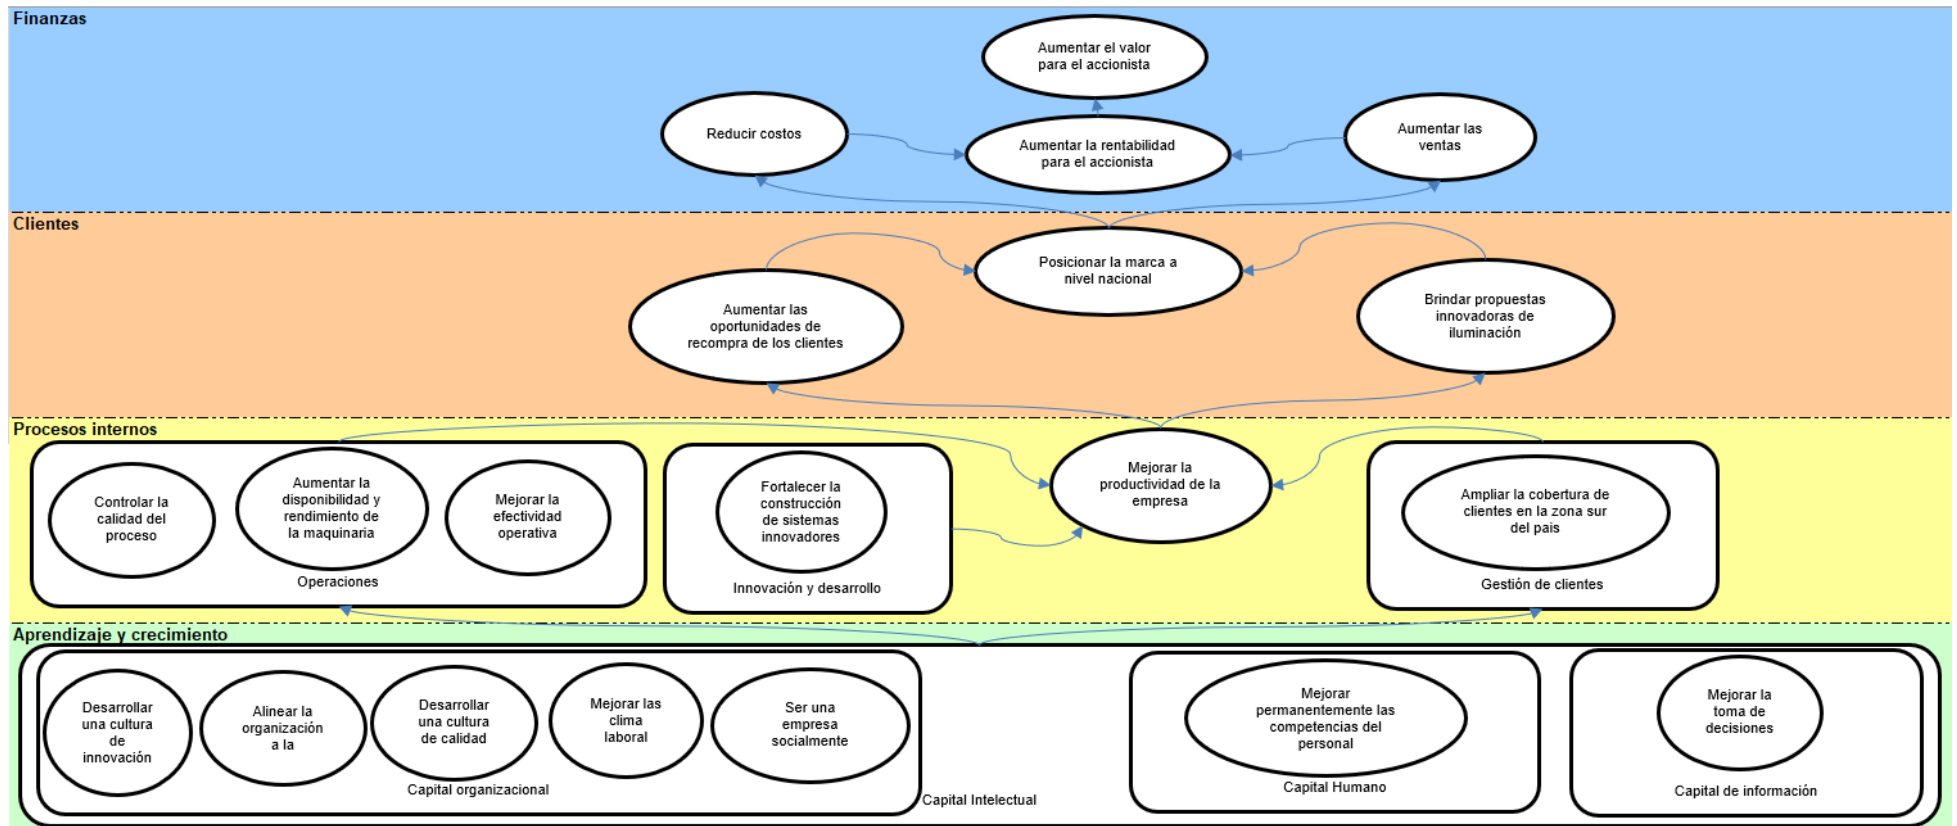 Finanzas
Aumentar el valor
para el accionista
Reducir costos
Aumentar la rentabilidad
para el accionista
Aumentar las
ventas
Clientes
Posicionar la marca a
nivel nacional
Aumentar las
oportunidades de
recompra de los clientes
Brindar propuestas
innovadoras de
iluminación
Procesos internos
Controlar la
calidad del
proceso
Aumentar la
disponibilidad y
rendimiento de
la maquinaria
Mejorar la
efectividad
operativa
Operaciones
Fortalecer la
construcción
de sistemas
innovadores
Innovación y desarrollo
Mejorar la
productividad de la
empresa
Ampliar la cobertura de
clientes en la zona sur
del pais
Gestión de clientes
Aprendizaje y crecimiento
Desarrollar
una cultura
de
innovación
Alinear la
organización
a la
Desarrollar
una cultura
de calidad
Mejorar las
clima
laboral
Ser una
empresa
socialmente
Capital organizacional
Capital Intelectual
Mejorar
permanentemente las
competencias del
personal
Capital Humano
Mejorar la
toma de
decisiones
Capital de información